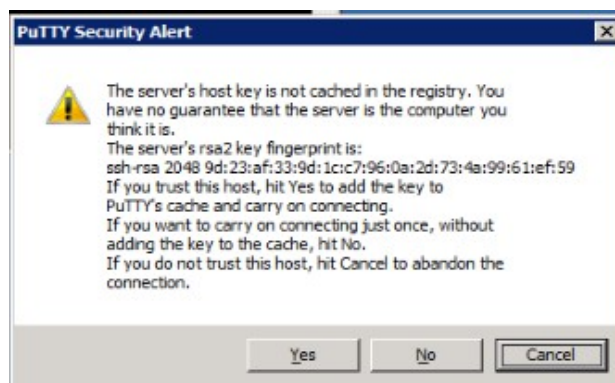 PuTTY Security Alert
The server's host key is not cached in the registry. You
have no guarantee that the server is the computer you
think it is.
The server's rsa2 key fingerprint is:
ssh-rsa 2048 9d:23:af:33:9d:1c:c7:96:0a:2d:73:4a:99:61:ef:59
If you trust this host, hit Yes to add the key to
PuTTY's cache and carry on connecting.
If you want to carry on connecting just once, without
adding the key to the cache, hit No.
If you do not trust this host, hit Cancel to abandon the
connection.
Yes No Cancel